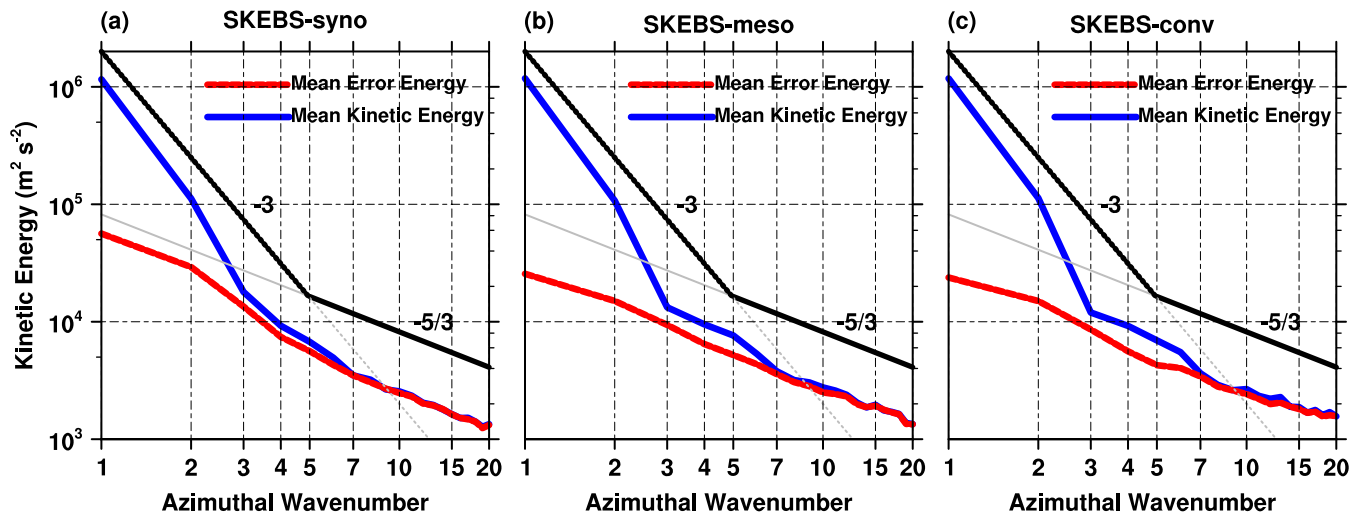 (a) SKEBS-syno
(b) SKEBS-meso
(c) SKEBS-conv
Kinetic Energy (m² s⁻²)
10⁶
10⁵
10⁴
10³
Mean Error Energy
Mean Kinetic Energy
-3
-5/3
1 2 3 4 5 7 10 15 20
Azimuthal Wavenumber
Mean Error Energy
Mean Kinetic Energy
-3
-5/3
1 2 3 4 5 7 10 15 20
Azimuthal Wavenumber
Mean Error Energy
Mean Kinetic Energy
-3
-5/3
1 2 3 4 5 7 10 15 20
Azimuthal Wavenumber